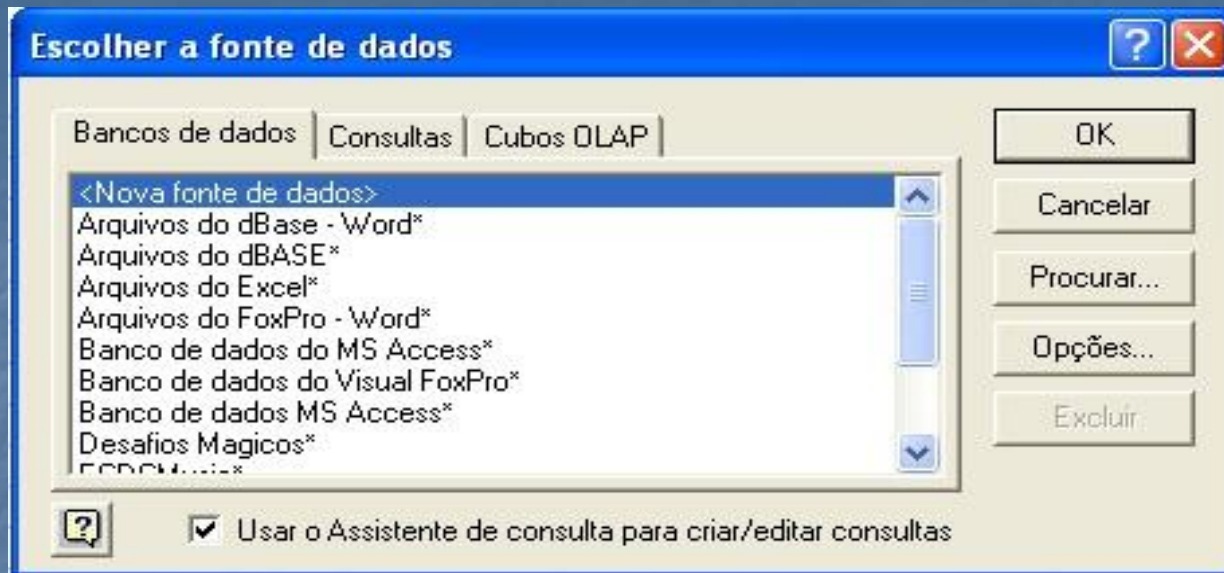 Escolher a fonte de dados
Bancos de dados
Consultas
Cubos OLAP
<Nova fonte de dados>
Arquivos do dBase - Word*
Arquivos do dBASE*
Arquivos do Excel*
Arquivos do FoxPro - Word*
Banco de dados do MS Access*
Banco de dados do Visual FoxPro*
Banco de dados MS Access*
Desafios Magicos*
OK
Cancelar
Procurar...
Opções...
Excluir
Usar o Assistente de consulta para criar/editar consultas